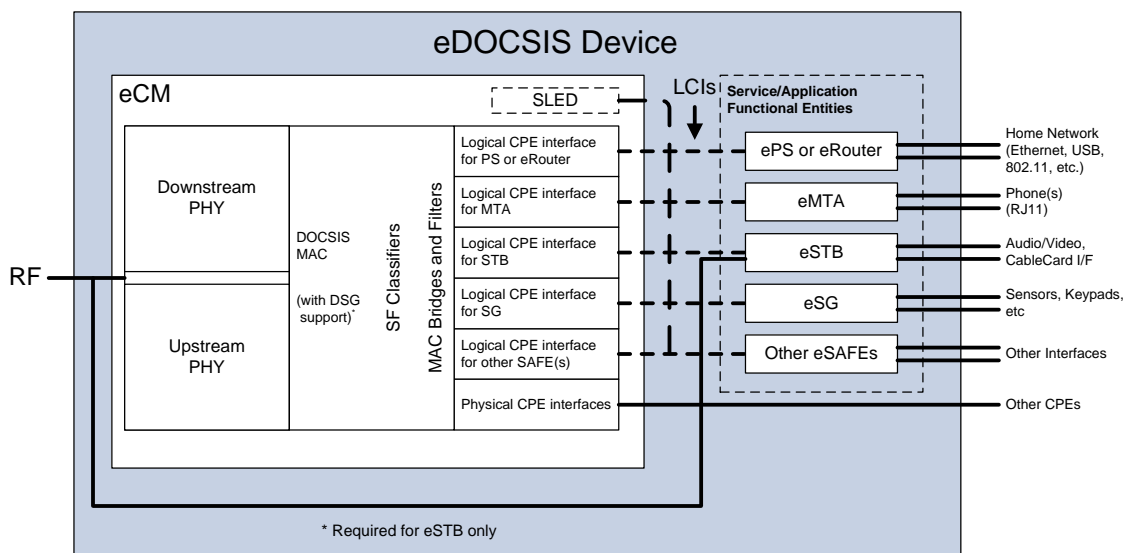 eDOCSIS Device
eCM
SLED
LCIs
Service/Application
Functional Entities
RF
Downstream
PHY
Upstream
PHY
DOCSIS
MAC
(with DSG
support)*
SF Classifiers
MAC Bridges and Filters
Logical CPE interface
for PS or eRouter
Logical CPE interface
for MTA
Logical CPE interface
for STB
Logical CPE interface
for SG
Logical CPE interface
for other SAFE(s)
Physical CPE interfaces
ePS or eRouter
eMTA
eSTB
eSG
Other eSAFEs
Home Network
(Ethernet, USB,
802.11, etc.)
Phone(s)
(RJ11)
Audio/Video,
CableCard I/F
Sensors, Keypads,
etc
Other Interfaces
Other CPEs
* Required for eSTB only